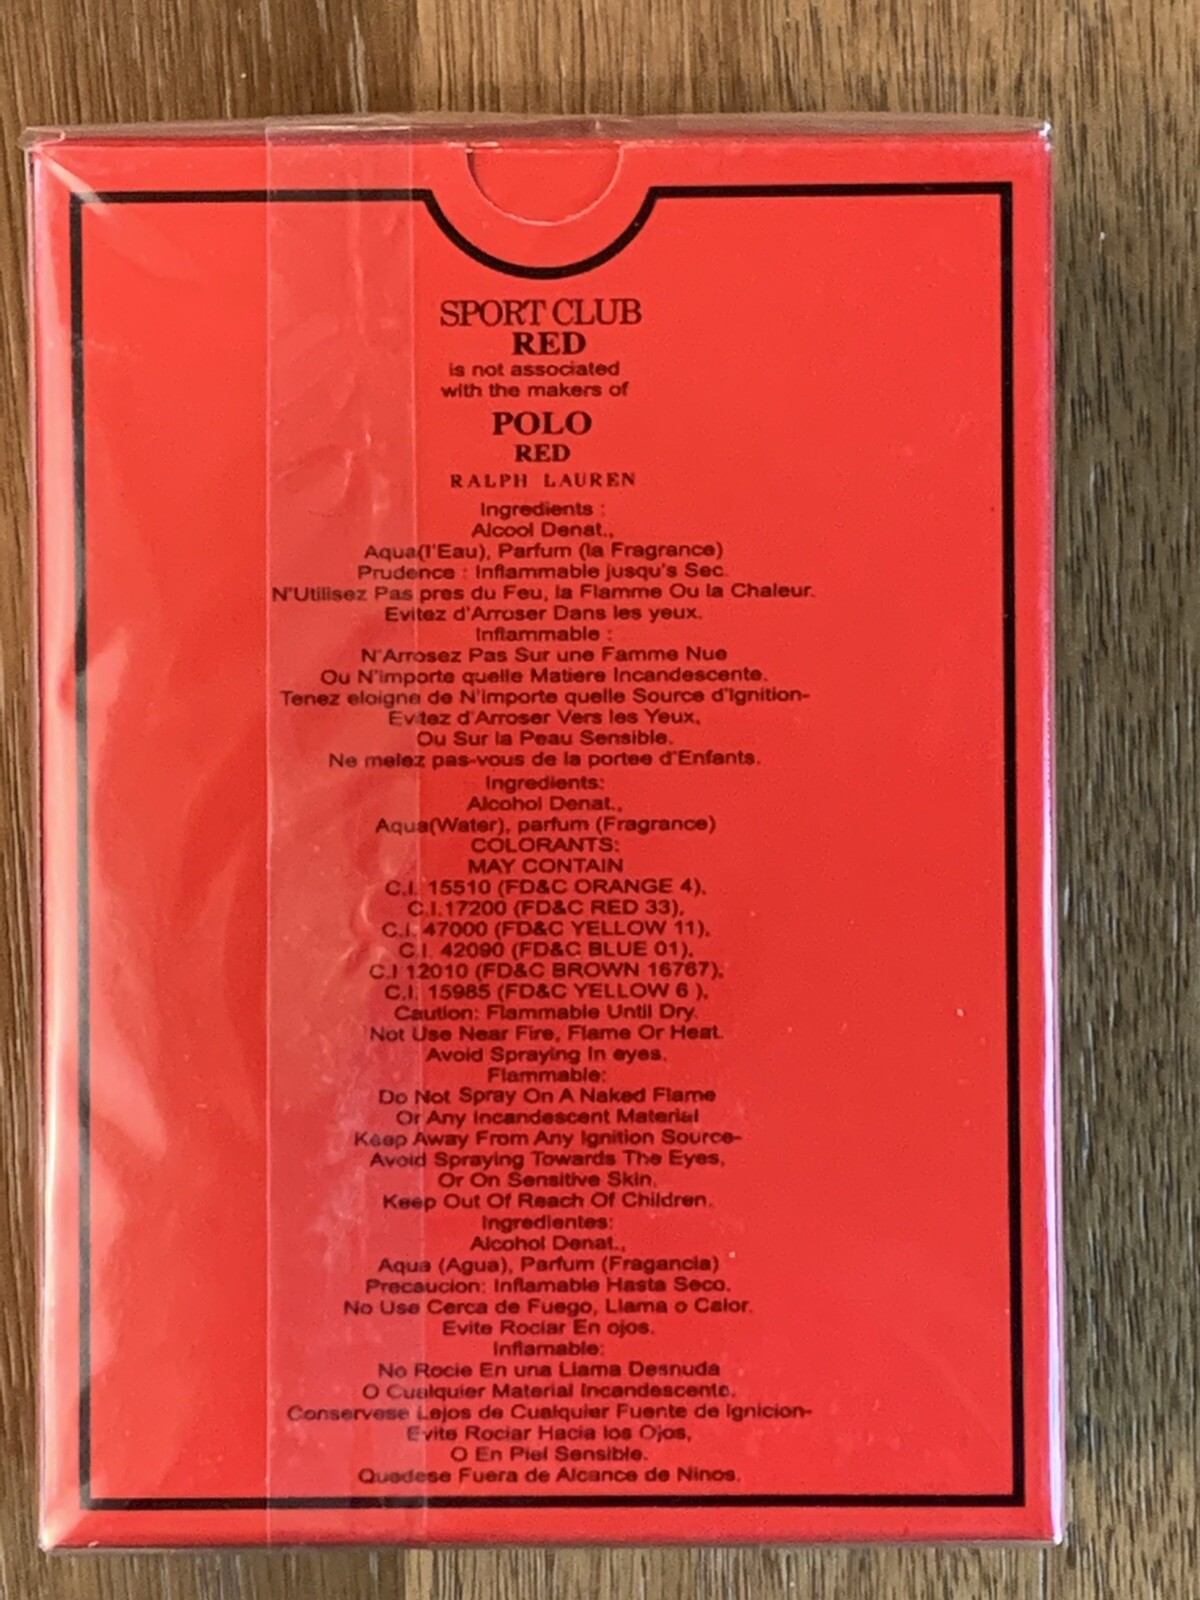 SPORT CLUB
RED
is not associated
with the makers of
POLO
RED
RALPH LAUREN
Ingredients :
Alcool Denat.,
Aqua(l'Eau), Parfum (la Fragrance)
Prudence : Inflammable jusqu's Sec.
N'Utilisez Pas pres du Feu, la Flamme Ou la Chaleur.
Evitez d'Arroser Dans les yeux.
Inflammable :
N'Arrosez Pas Sur une Famme Nue
Ou N'importe quelle Matiere Incandescente.
Tenez eloigne de N'importe quelle Source d'Ignition-
Evitez d'Arroser Vers les Yeux,
Ou Sur la Peau Sensible.
Ne melez pas-vous de la portee d'Enfants.
Ingredients:
Alcohol Denat.,
Aqua(Water), parfum (Fragrance)
COLORANTS:
MAY CONTAIN
C.I. 15510 (FD&C ORANGE 4),
C.I.17200 (FD&C RED 33),
C.I. 47000 (FD&C YELLOW 11),
C.I. 42090 (FD&C BLUE 01),
C.I 12010 (FD&C BROWN 16767),
C.I. 15985 (FD&C YELLOW 6 ),
Caution: Flammable Until Dry.
Not Use Near Fire, Flame Or Heat.
Avoid Spraying In eyes.
Flammable:
Do Not Spray On A Naked Flame
Or Any Incandescent Material
Keep Away From Any Ignition Source-
Avoid Spraying Towards The Eyes,
Or On Sensitive Skin.
Keep Out Of Reach Of Children.
Ingredientes:
Alcohol Denat.,
Aqua (Agua), Parfum (Fragancia)
Precaucion: Inflamable Hasta Seco.
No Use Cerca de Fuego, Llama o Calor.
Evite Rociar En ojos.
Inflamable:
No Rocie En una Llama Desnuda
O Cualquier Material Incandescente.
Conservese Lejos de Cualquier Fuente de Ignicion-
Evite Rociar Hacia los Ojos,
O En Piel Sensible.
Quedese Fuera de Alcance de Ninos.